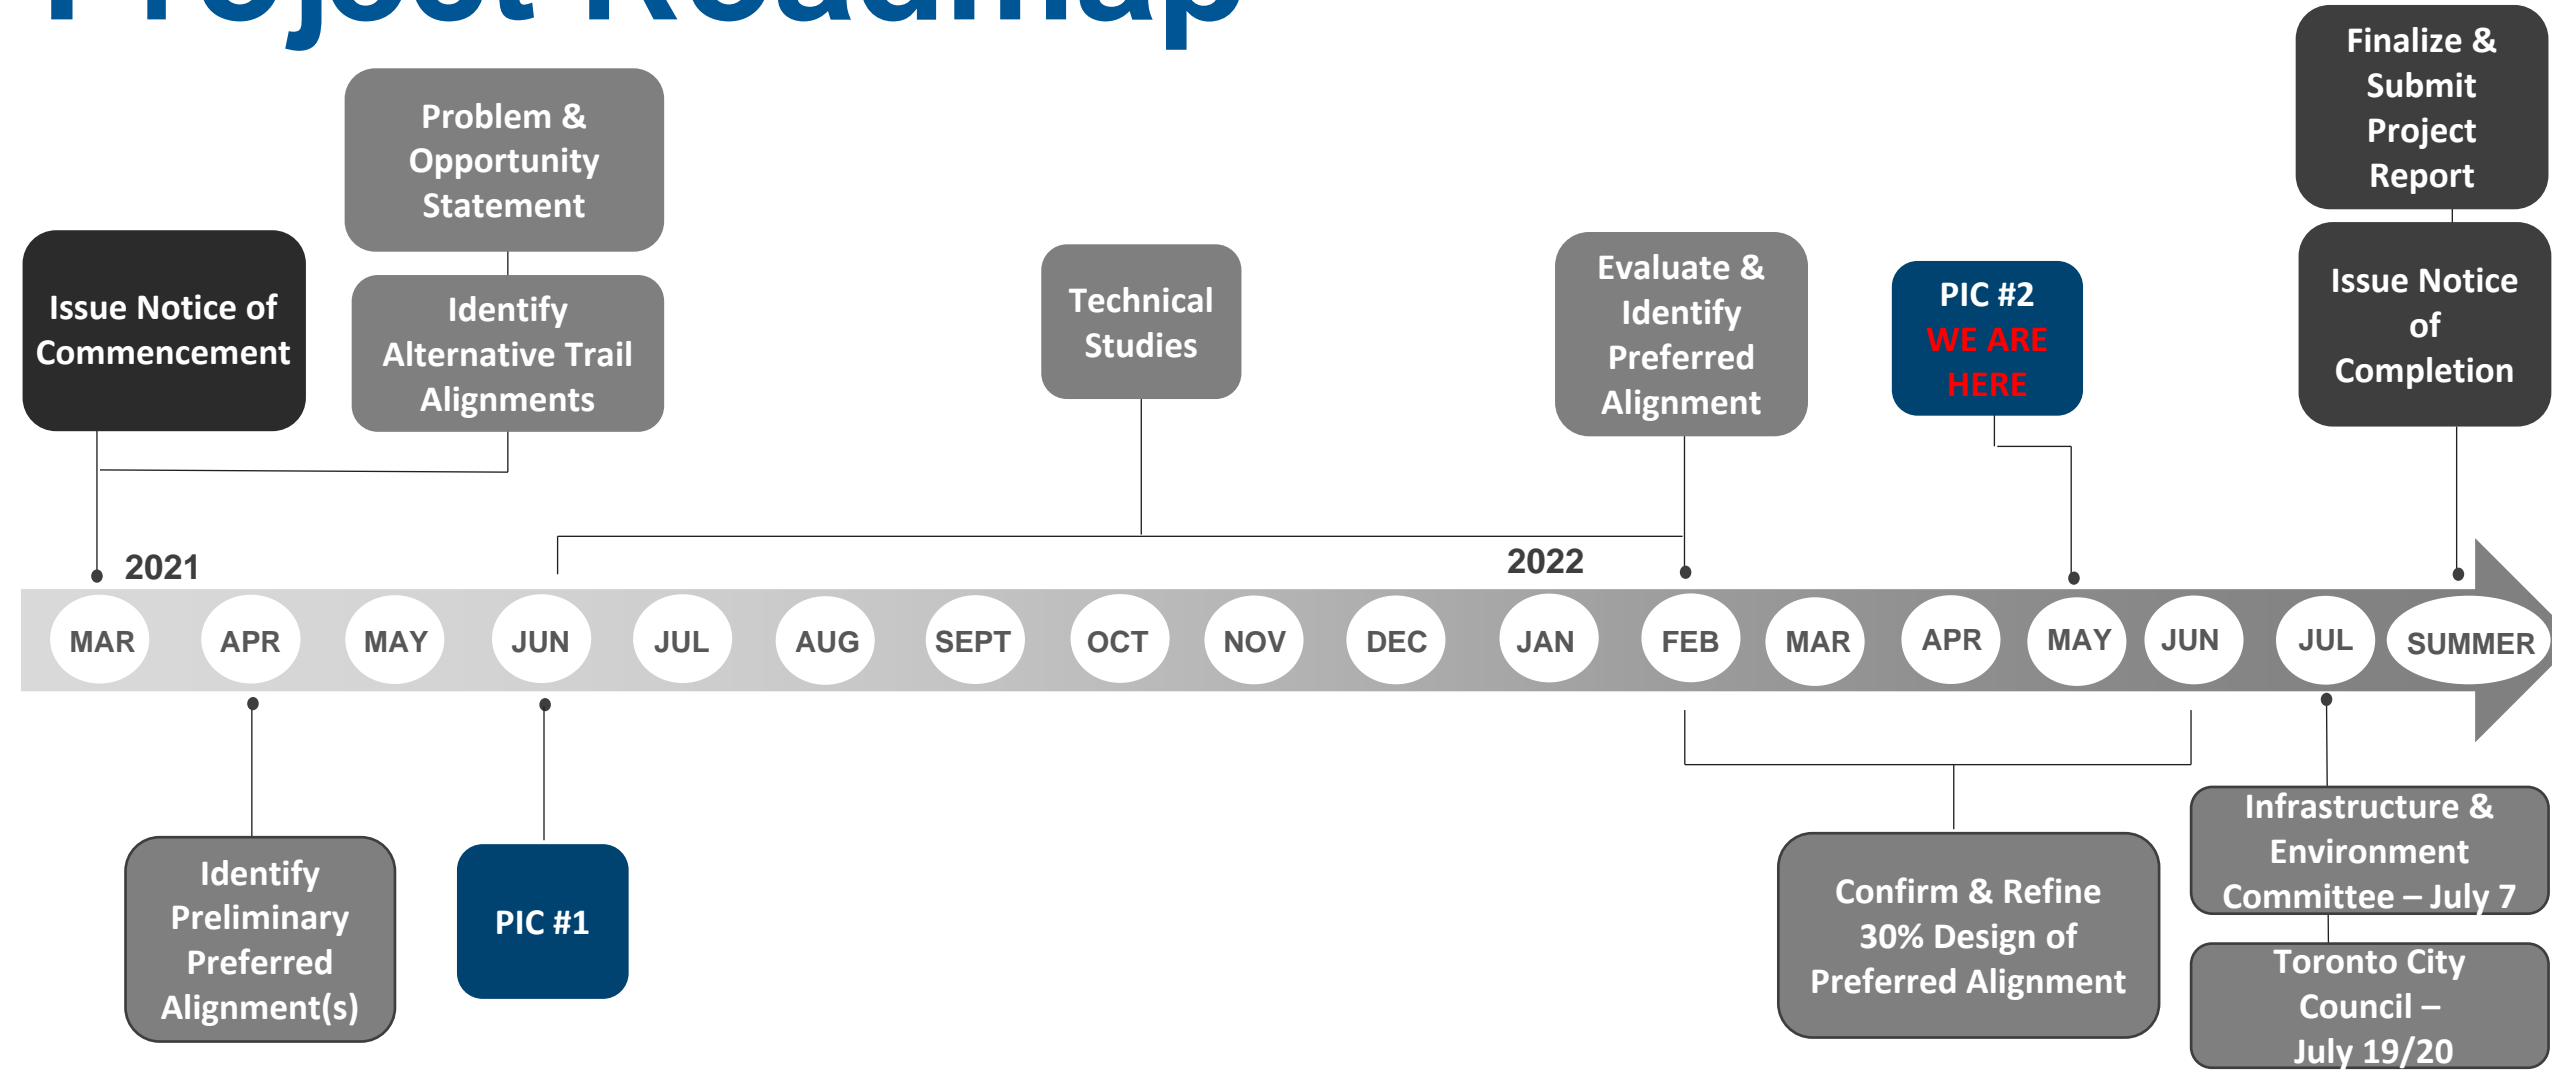 Project Roadmap
Finalize &
Submit
Project
Report
Problem &
Opportunity
Statement
Issue Notice of
Commencement
Identify
Alternative Trail
Alignments
Technical
Studies
Evaluate &
Identify
Preferred
Alignment
PIC #2
WE ARE
HERE
Issue Notice
of
Completion
2021
2022
MAR
APR
MAY
JUN
JUL
AUG
SEPT
OCT
NOV
DEC
JAN
FEB
MAR
APR
MAY
JUN
JUL
SUMMER
Identify
Preliminary
Preferred
Alignment(s)
PIC #1
Confirm & Refine
30% Design of
Preferred Alignment
Infrastructure &
Environment
Committee – July 7
Toronto City
Council –
July 19/20